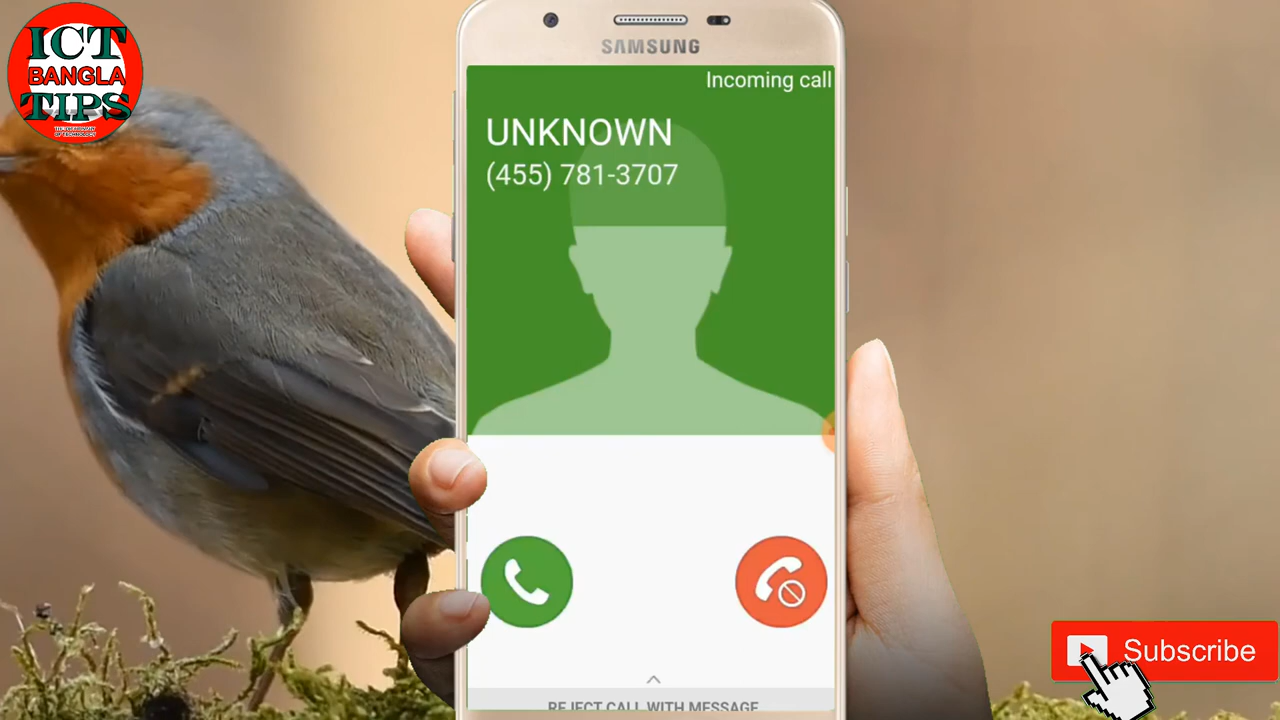 ICT
BANGLA
TIPS
SAMSUNG
Incoming call
UNKNOWN
(455) 781-3707
REJECT CALL WITH MESSAGE
Subscribe